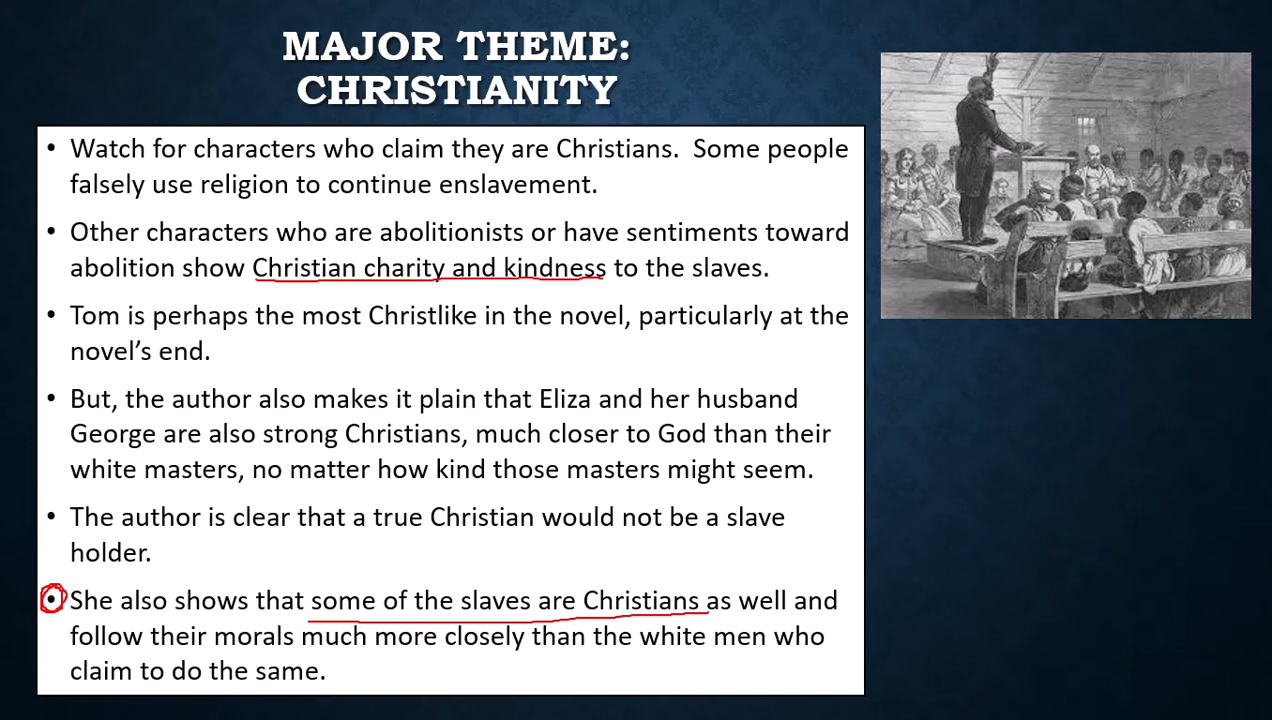 MAJOR THEME:
CHRISTIANITY
• Watch for characters who claim they are Christians.  Some people
falsely use religion to continue enslavement.
• Other characters who are abolitionists or have sentiments toward
abolition show Christian charity and kindness to the slaves.
• Tom is perhaps the most Christlike in the novel, particularly at the
novel’s end.
• But, the author also makes it plain that Eliza and her husband
George are also strong Christians, much closer to God than their
white masters, no matter how kind those masters might seem.
• The author is clear that a true Christian would not be a slave
holder.
• She also shows that some of the slaves are Christians as well and
follow their morals much more closely than the white men who
claim to do the same.